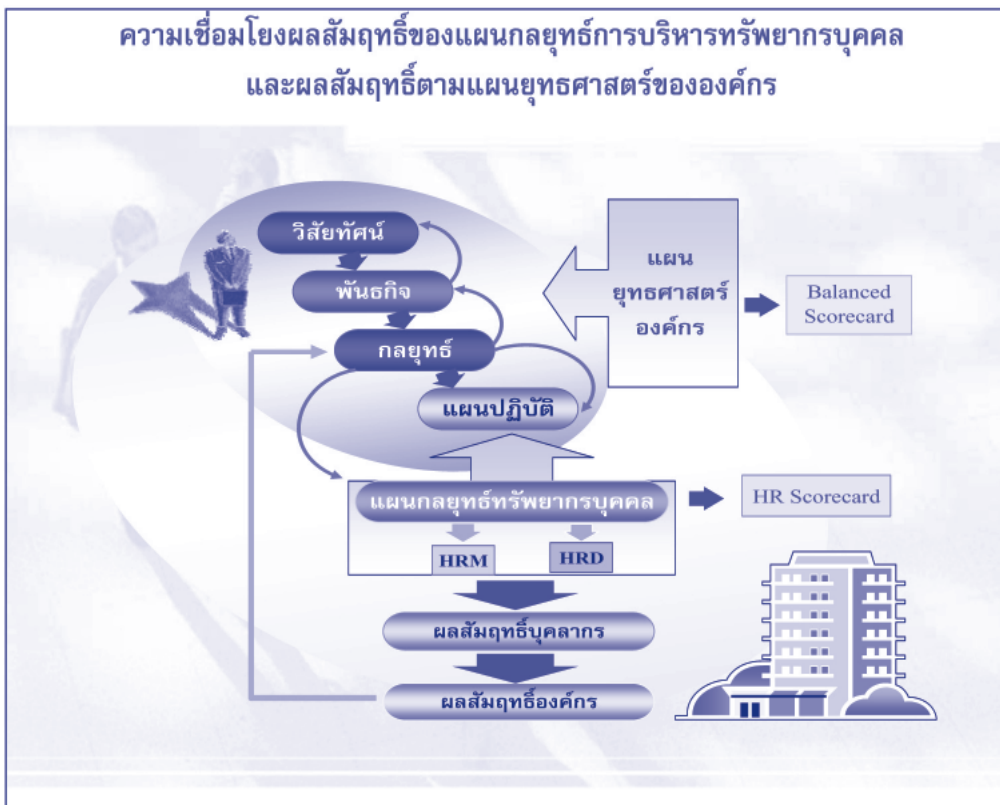 ความเชื่อมโยงผลสัมฤทธิ์ของแผนกลยุทธ์การบริหารทรัพยากรบุคคล
และผลสัมฤทธิ์ตามแผนยุทธศาสตร์ขององค์กร
วิสัยทัศน์
พันธกิจ
กลยุทธ์
แผนปฏิบัติ
แผน
ยุทธศาสตร์
องค์กร
Balanced
Scorecard
แผนกลยุทธ์ทรัพยากรบุคคล
HR Scorecard
HRM
HRD
ผลสัมฤทธิ์บุคลากร
ผลสัมฤทธิ์องค์กร